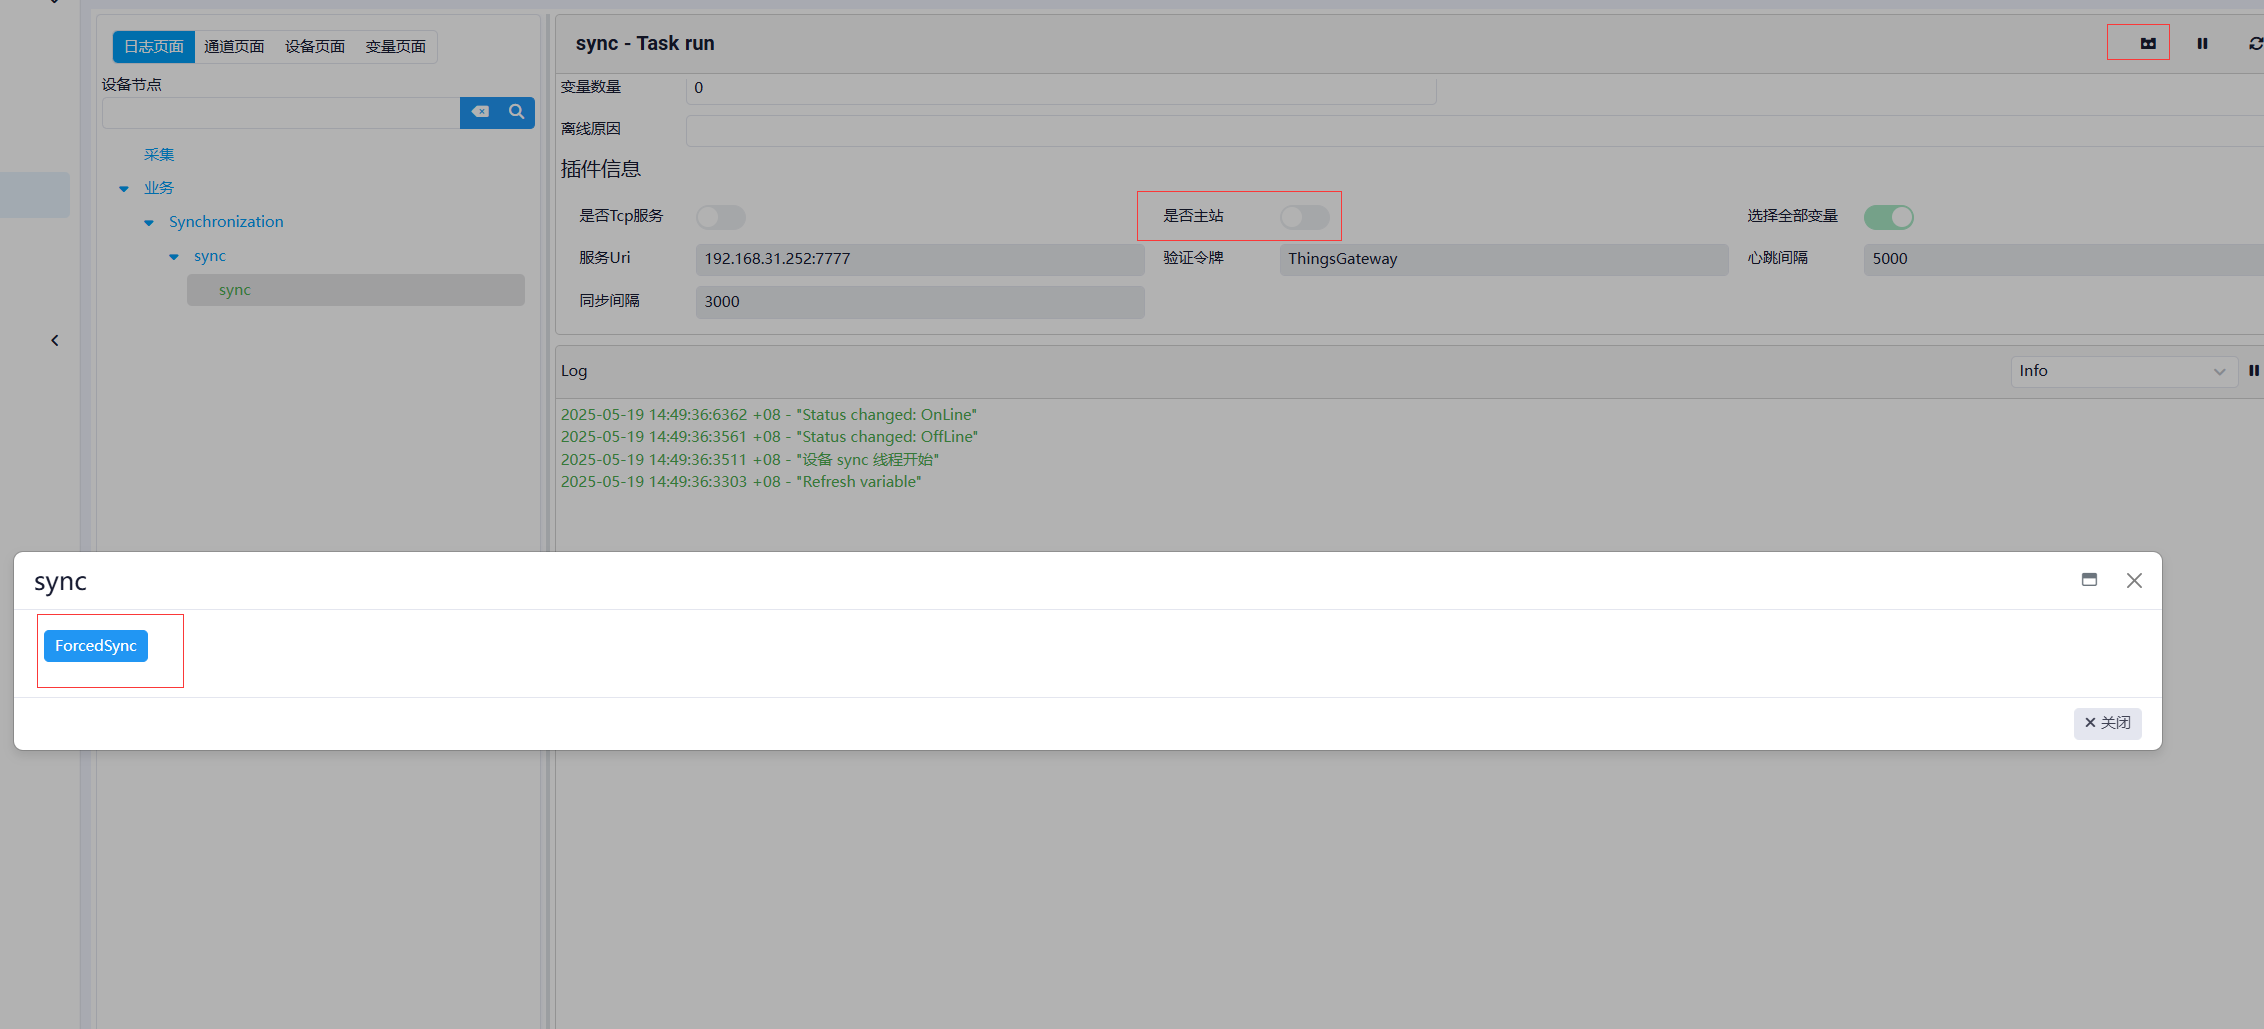 日志页面 通道页面 设备页面 变量页面
设备节点
采集
业务
Synchronization
sync
sync
sync - Task run
变量数量 0
离线原因
插件信息
是否Tcp服务 是否主站 选择全部变量
服务Uri 192.168.31.252:7777 验证令牌 ThingsGateway 心跳间隔 5000
同步间隔 3000
Log Info
2025-05-19 14:49:36:6362 +08 - "Status changed: OnLine"
2025-05-19 14:49:36:3561 +08 - "Status changed: OffLine"
2025-05-19 14:49:36:3511 +08 - "设备 sync 线程开始"
2025-05-19 14:49:36:3303 +08 - "Refresh variable"
sync
ForcedSync
关闭